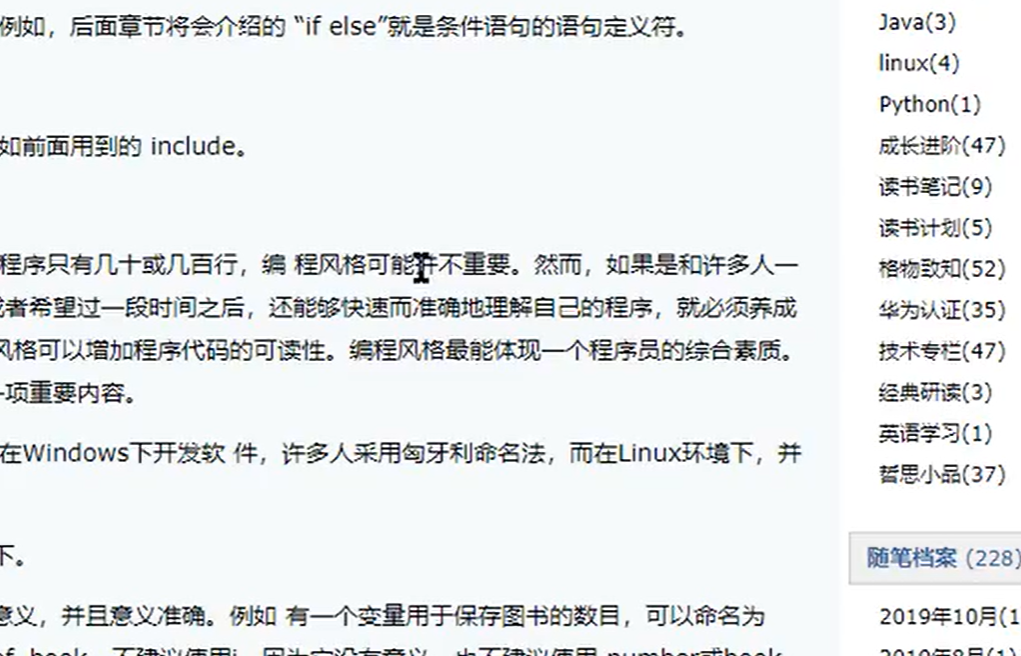 例如，后面章节将会介绍的 “if else”就是条件语句的语句定义符。
如前面用到的 include。
程序只有几十或几百行，编 程风格可能并不重要。然而，如果是和许多人一
或者希望过一段时间之后，还能够快速而准确地理解自己的程序，就必须养成
风格可以增加程序代码的可读性。编程风格最能体现一个程序员的综合素质。
一项重要内容。
在Windows下开发软 件，许多人采用匈牙利命名法，而在Linux环境下，并
下。
意义，并且意义准确。例如 有一个变量用于保存图书的数目，可以命名为
Java(3)
linux(4)
Python(1)
成长进阶(47)
读书笔记(9)
读书计划(5)
格物致知(52)
华为认证(35)
技术专栏(47)
经典研读(3)
英语学习(1)
哲思小品(37)
随笔档案 (228)
2019年10月(1